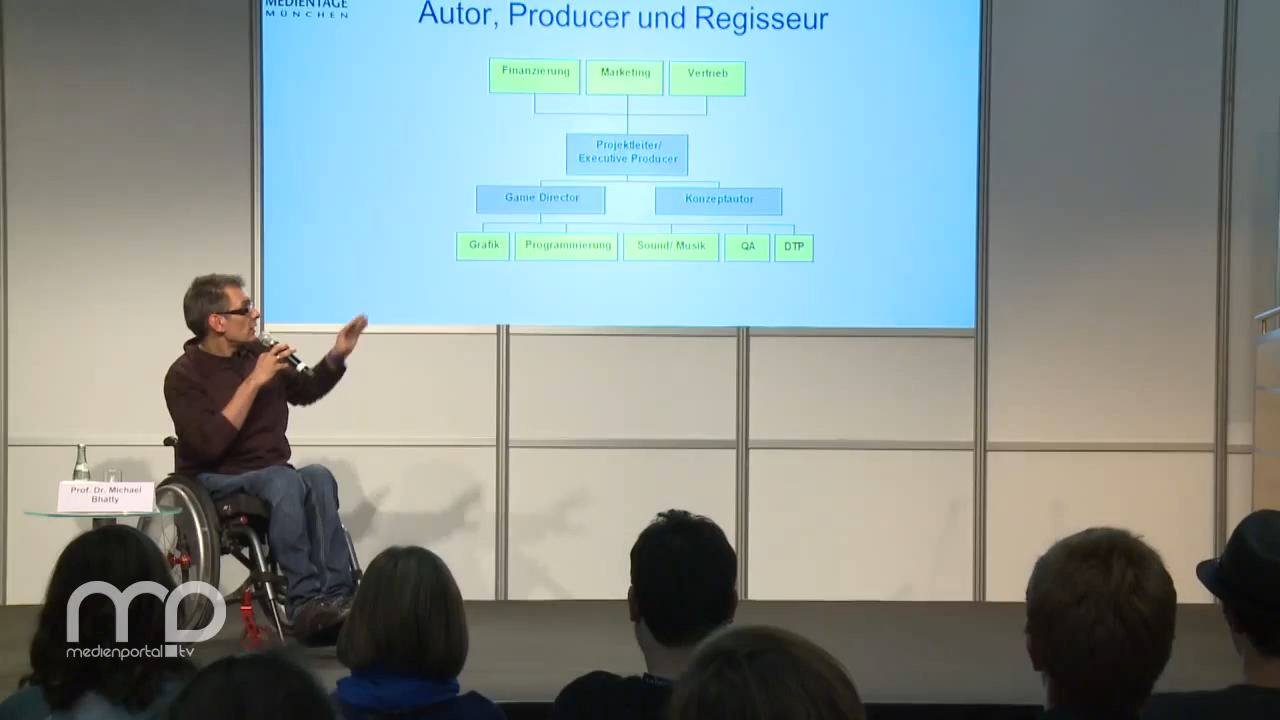 MEDIENTAGE
MÜNCHEN
Autor, Producer und Regisseur
Finanzierung
Marketing
Vertrieb
Projektleiter/
Executive Producer
Game Director
Konzeptautor
Grafik
Programmierung
Sound/ Musik
QA
DTP
Prof. Dr. Michael
Bhatty
medienportal.tv